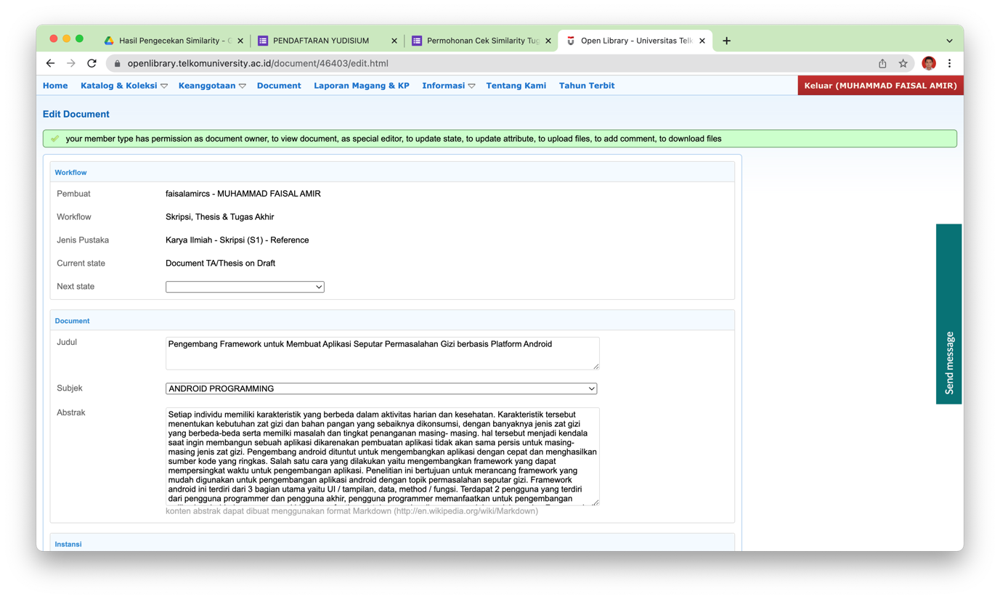 Hasil Pengecekan Similarity - G
PENDAFTARAN YUDISIUM
Permohonan Cek Similarity Tug
Open Library - Universitas Telk
openlibrary.telkomuniversity.ac.id/document/46403/edit.html
Home Katalog & Koleksi Keanggotaan Document Laporan Magang & KP Informasi Tentang Kami Tahun Terbit Keluar (MUHAMMAD FAISAL AMIR)
Edit Document
your member type has permission as document owner, to view document, as special editor, to update state, to update attribute, to upload files, to add comment, to download files
Workflow
Pembuat faisalamircs - MUHAMMAD FAISAL AMIR
Workflow Skripsi, Thesis & Tugas Akhir
Jenis Pustaka Karya Ilmiah - Skripsi (S1) - Reference
Current state Document TA/Thesis on Draft
Next state
Document
Judul Pengembang Framework untuk Membuat Aplikasi Seputar Permasalahan Gizi berbasis Platform Android
Subjek ANDROID PROGRAMMING
Abstrak Setiap individu memiliki karakteristik yang berbeda dalam aktivitas harian dan kesehatan. Karakteristik tersebut
menentukan kebutuhan zat gizi dan bahan pangan yang sebaiknya dikonsumsi, dengan banyaknya jenis zat gizi
yang berbeda-beda serta memilki masalah dan tingkat penanganan masing- masing. hal tersebut menjadi kendala
saat ingin membangun sebuah aplikasi dikarenakan pembuatan aplikasi tidak akan sama persis untuk masing-
masing jenis zat gizi. Pengembang android dituntut untuk mengembangkan aplikasi dengan cepat dan menghasilkan
sumber kode yang ringkas. Salah satu cara yang dilakukan yaitu mengembangkan framework yang dapat
mempersingkat waktu untuk pengembangan aplikasi. Penelitian ini bertujuan untuk merancang framework yang
mudah digunakan untuk pengembangan aplikasi android dengan topik permasalahan seputar gizi. Framework
android ini terdiri dari 3 bagian utama yaitu UI / tampilan, data, method / fungsi. Terdapat 2 pengguna yang terdiri
dari pengguna programmer dan pengguna akhir, pengguna programmer memanfaatkan untuk pengembangan
konten abstrak dapat dibuat menggunakan format Markdown (http://en.wikipedia.org/wiki/Markdown)
Instansi
Send message